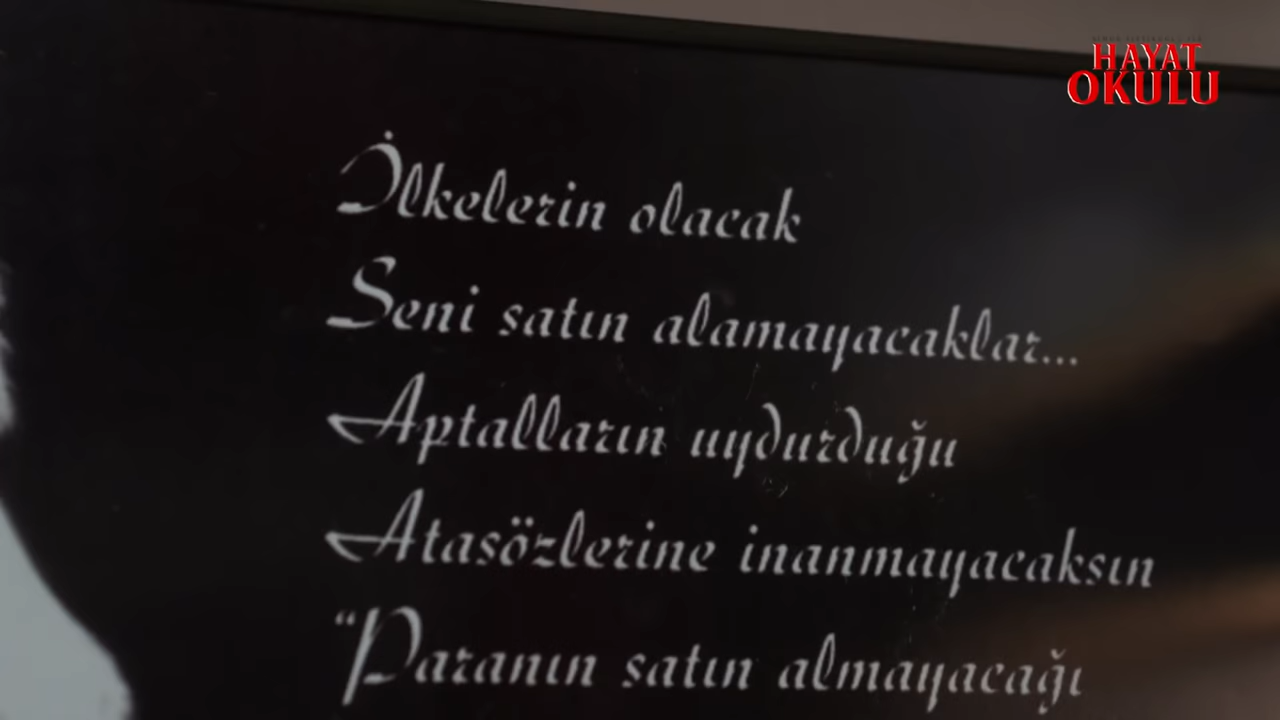 HAYAT
OKULU
İlkelerin olacak
Seni satın alamayacaklar...
Aptalların uydurduğu
Atasözlerine inanmayacaksın
“Paranın satın almayacağı